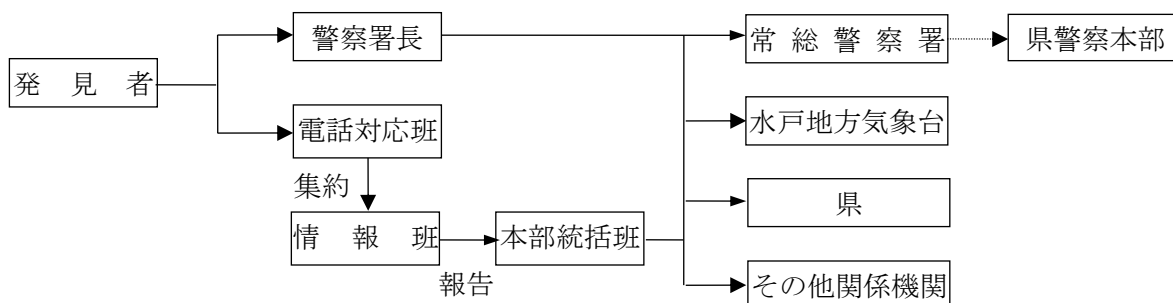 警察署長
常総警察署
県警察本部
発見者
電話対応班
水戸地方気象台
集約
県
情報班
本部統括班
報告
その他関係機関